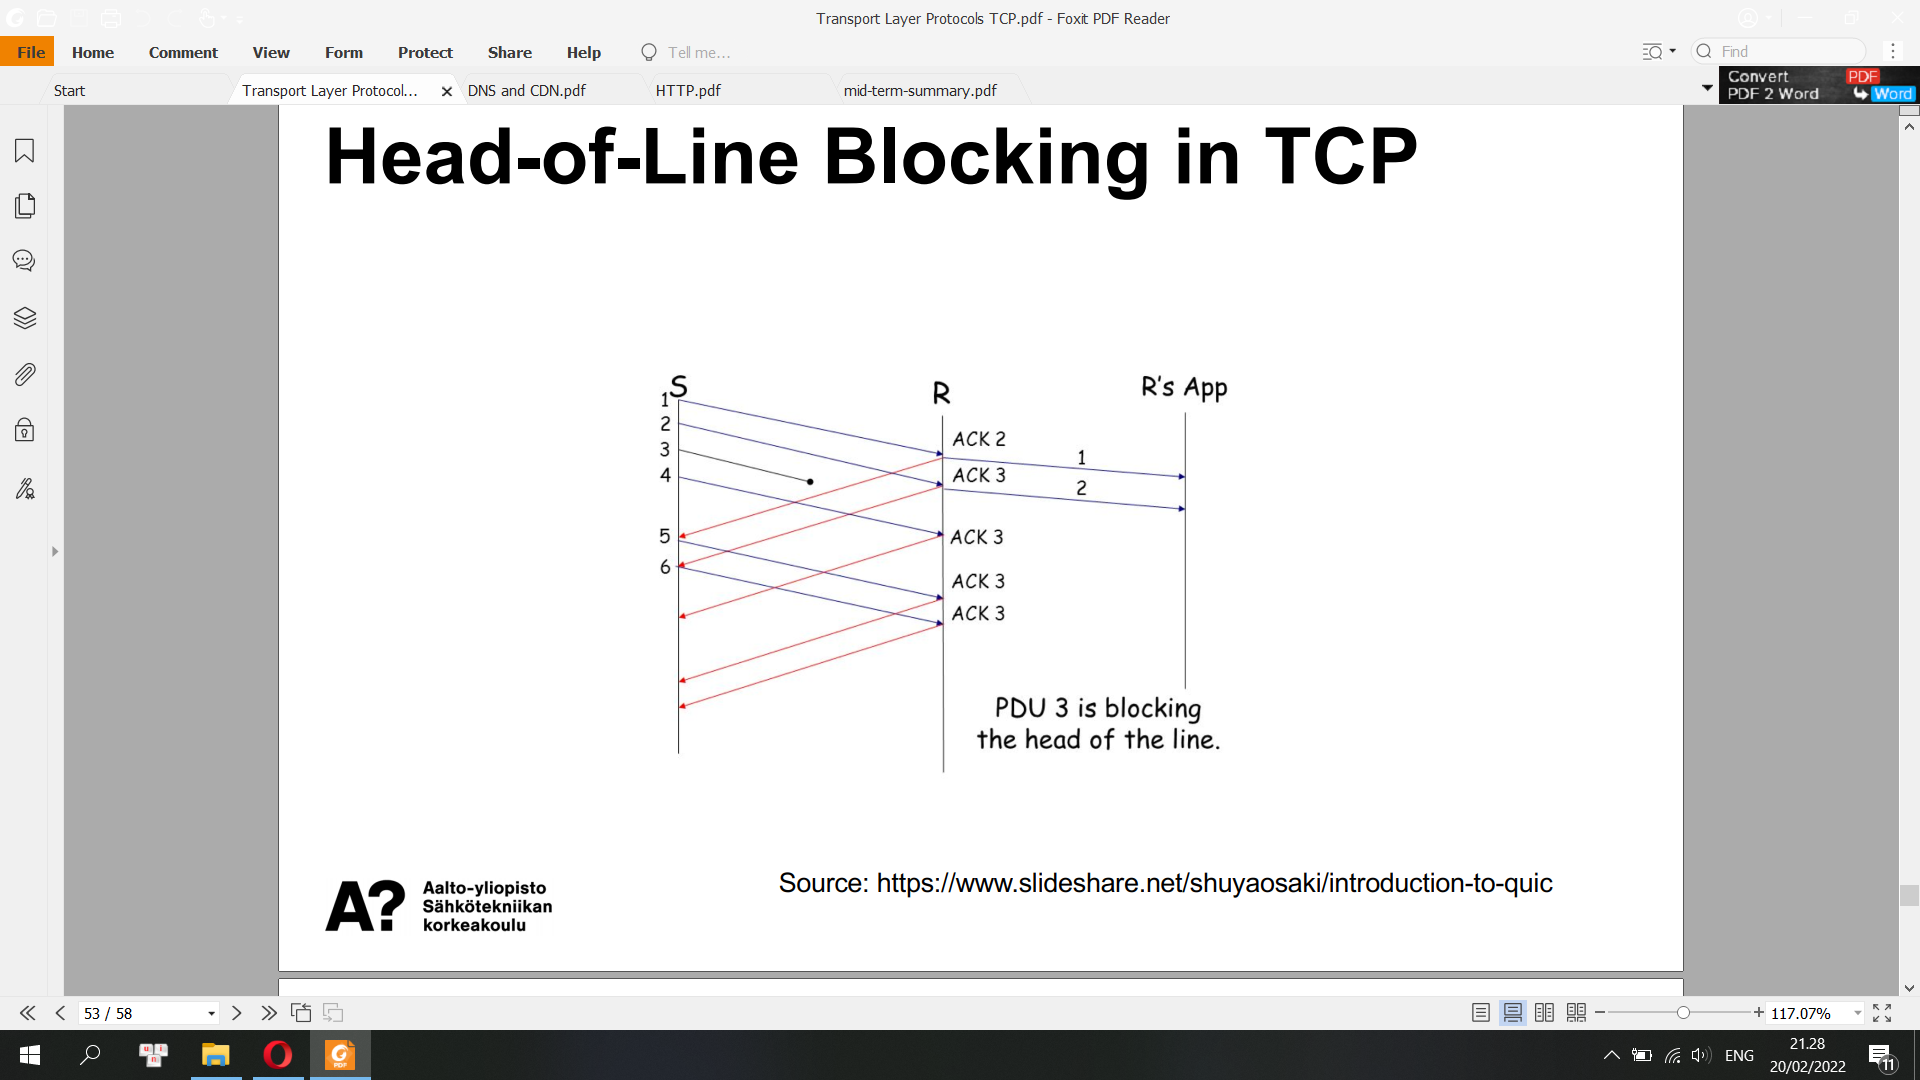 Transport Layer Protocols TCP.pdf - Foxit PDF Reader
File Home Comment View Form Protect Share Help Tell me... Find
Start Transport Layer Protocol... DNS and CDN.pdf HTTP.pdf mid-term-summary.pdf
Convert PDF
PDF 2 Word Word
Head-of-Line Blocking in TCP
S R R's App
1
2
3
4
5
6
ACK 2
ACK 3
ACK 3
ACK 3
ACK 3
1
2
PDU 3 is blocking
the head of the line.
Source: https://www.slideshare.net/shuyaosaki/introduction-to-quic
A?
Aalto-yliopisto
Sähkötekniikan
korkeakoulu
53 / 58
117.07%
u i n
PDF
ENG
21.28
20/02/2022
11